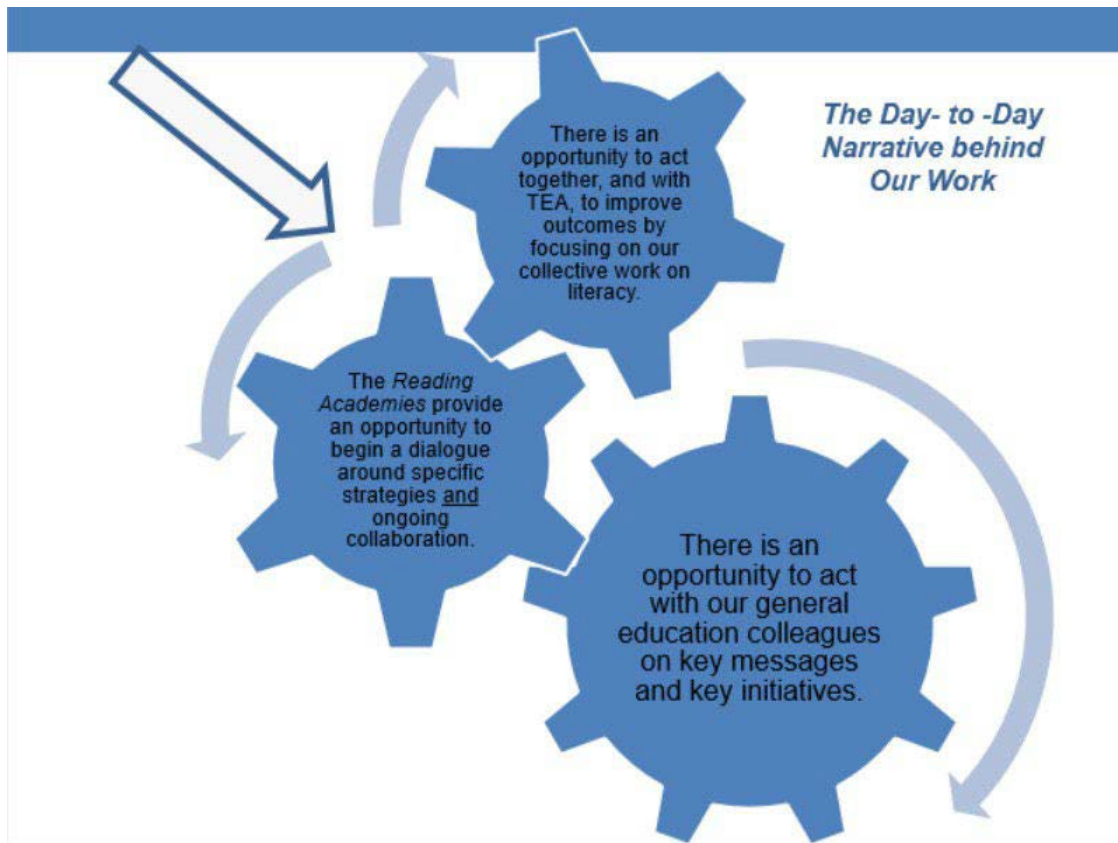 The Day- to -Day
Narrative behind
Our Work
There is an
opportunity to act
together, and with
TEA, to improve
outcomes by
focusing on our
collective work on
literacy.
The Reading
Academies provide
an opportunity to
begin a dialogue
around specific
strategies and
ongoing
collaboration.
There is an
opportunity to act
with our general
education colleagues
on key messages
and key initiatives.